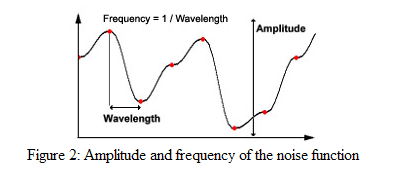 Frequency = 1 / Wavelength
Amplitude
Wavelength
Figure 2: Amplitude and frequency of the noise function